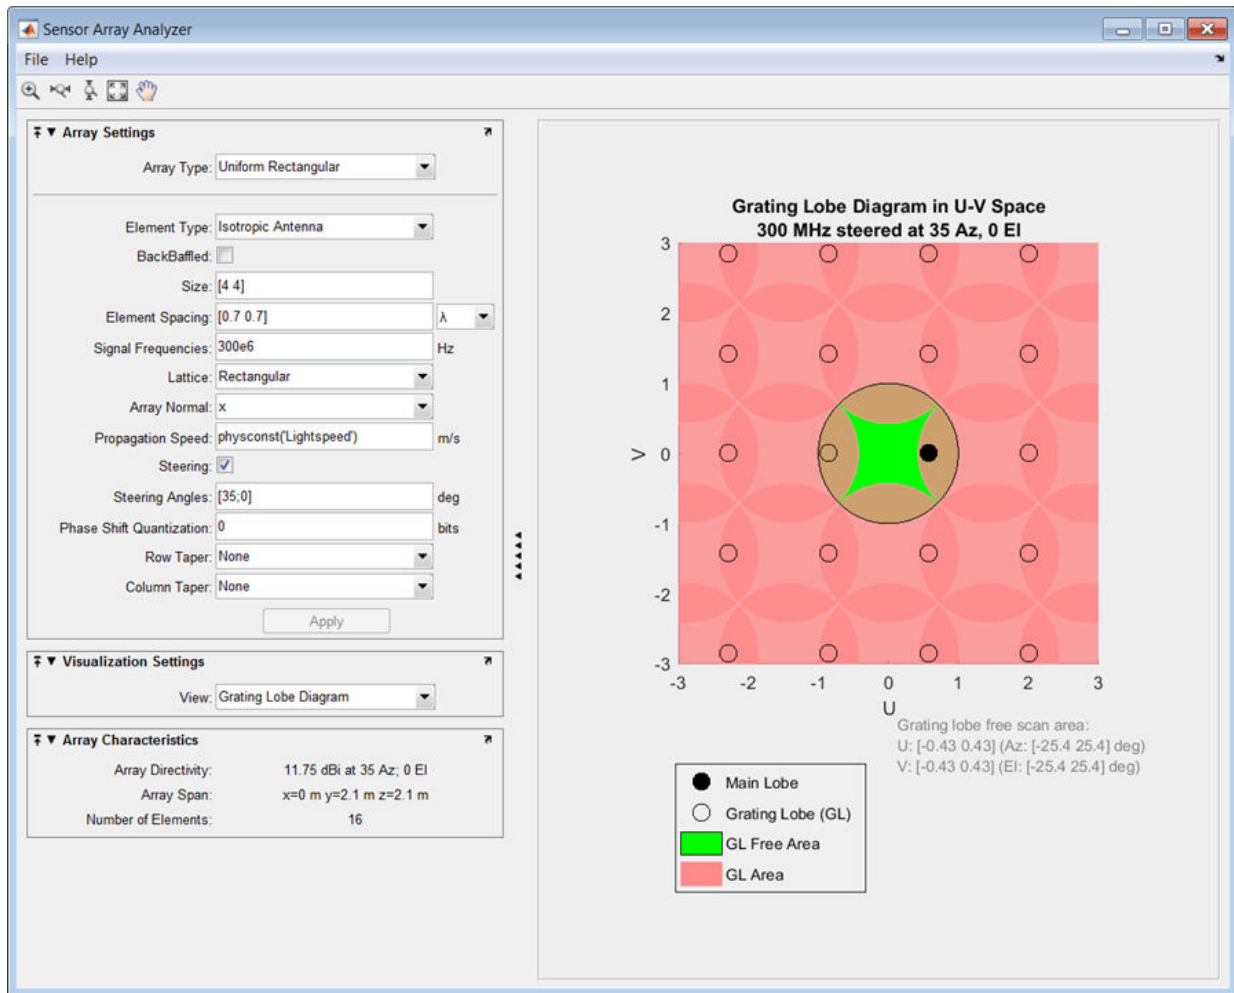 Sensor Array Analyzer
File Help
Array Settings
Array Type: Uniform Rectangular
Element Type: Isotropic Antenna
BackBaffled:
Size: [4 4]
Element Spacing: [0.7 0.7] λ
Signal Frequencies: 300e6 Hz
Lattice: Rectangular
Array Normal: x
Propagation Speed: physconst('Lightspeed') m/s
Steering:
Steering Angles: [35;0] deg
Phase Shift Quantization: 0 bits
Row Taper: None
Column Taper: None
Apply
Visualization Settings
View: Grating Lobe Diagram
Array Characteristics
Array Directivity: 11.75 dBi at 35 Az; 0 El
Array Span: x=0 m y=2.1 m z=2.1 m
Number of Elements: 16
Grating Lobe Diagram in U-V Space
300 MHz steered at 35 Az, 0 El
3
2
1
V 0
-1
-2
-3
-3 -2 -1 0 1 2 3
U
Grating lobe free scan area:
U: [-0.43 0.43] (Az: [-25.4 25.4] deg)
V: [-0.43 0.43] (El: [-25.4 25.4] deg)
Main Lobe
Grating Lobe (GL)
GL Free Area
GL Area